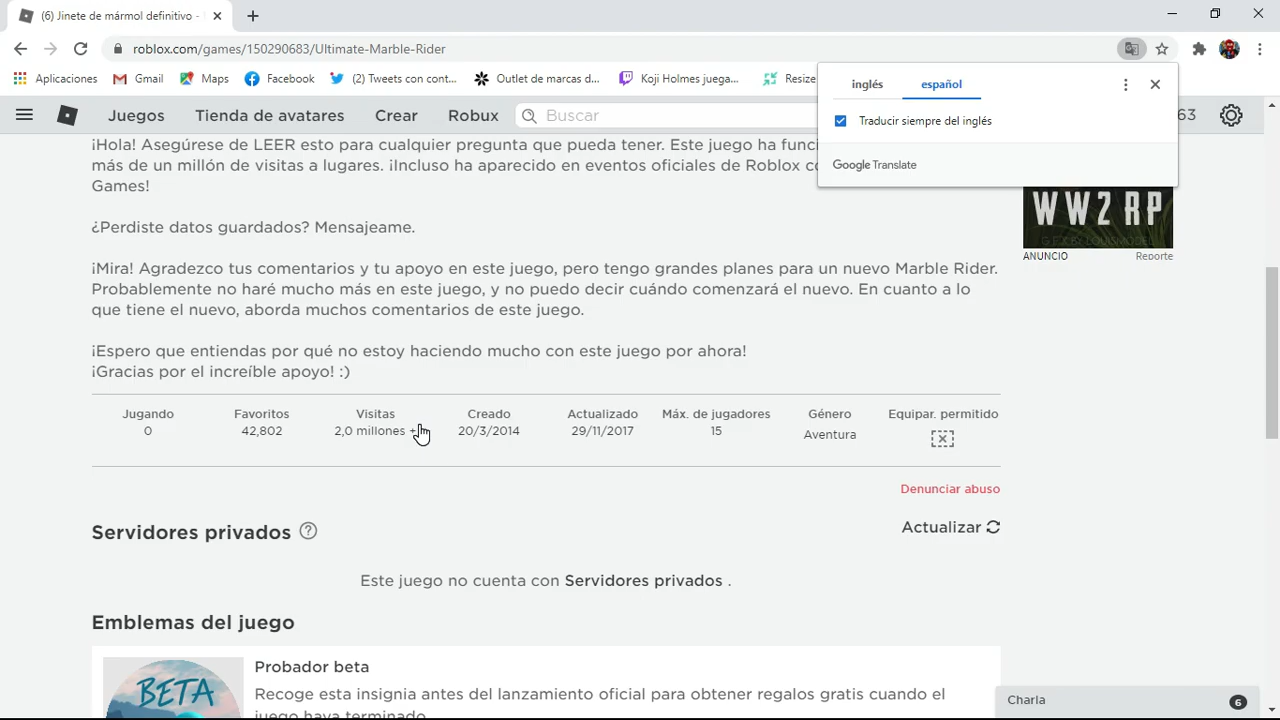 (6) Jinete de mármol definitivo -
roblox.com/games/150290683/Ultimate-Marble-Rider
Aplicaciones
Gmail
Maps
Facebook
(2) Tweets con cont...
Outlet de marcas d...
Koji Holmes juega...
Resize
inglés
español
Traducir siempre del inglés
Google Translate
Juegos
Tienda de avatares
Crear
Robux
Buscar
63
¡Hola! Asegúrese de LEER esto para cualquier pregunta que pueda tener. Este juego ha funci
más de un millón de visitas a lugares. ¡Incluso ha aparecido en eventos oficiales de Roblox co
Games!
¿Perdiste datos guardados? Mensajeame.
¡Mira! Agradezco tus comentarios y tu apoyo en este juego, pero tengo grandes planes para un nuevo Marble Rider.
Probablemente no haré mucho más en este juego, y no puedo decir cuándo comenzará el nuevo. En cuanto a lo
que tiene el nuevo, aborda muchos comentarios de este juego.
¡Espero que entiendas por qué no estoy haciendo mucho con este juego por ahora!
¡Gracias por el increíble apoyo! :)
WW2 RP
ANUNCIO
Reporte
Jugando
0
Favoritos
42,802
Visitas
2,0 millones +
Creado
20/3/2014
Actualizado
29/11/2017
Máx. de jugadores
15
Género
Aventura
Equipar. permitido
Denunciar abuso
Servidores privados
Actualizar
Este juego no cuenta con Servidores privados .
Emblemas del juego
BETA
Probador beta
Recoge esta insignia antes del lanzamiento oficial para obtener regalos gratis cuando el
juego haya terminado.
Charla
6